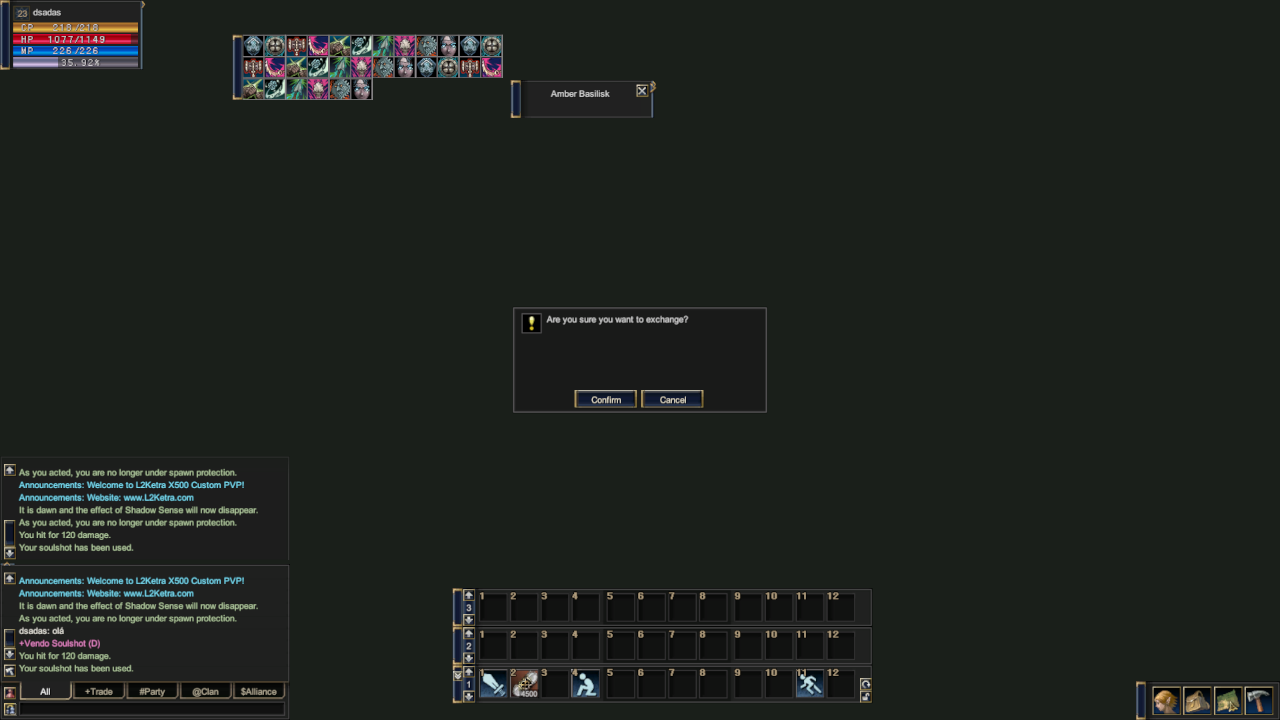 23 dsadas
CP 218/218
HP 1077/1149
MP 226/226
35.92%
Amber Basilisk
Are you sure you want to exchange?
Confirm Cancel
As you acted, you are no longer under spawn protection.
Announcements: Welcome to L2Ketra X500 Custom PVP!
Announcements: Website: www.L2Ketra.com
It is dawn and the effect of Shadow Sense will now disappear.
As you acted, you are no longer under spawn protection.
You hit for 120 damage.
Your soulshot has been used.
Announcements: Welcome to L2Ketra X500 Custom PVP!
Announcements: Website: www.L2Ketra.com
It is dawn and the effect of Shadow Sense will now disappear.
As you acted, you are no longer under spawn protection.
dsadas: olá
+Vendo Soulshot (D)
You hit for 120 damage.
Your soulshot has been used.
All +Trade #Party @Clan $Alliance
1 2 3 4 5 6 7 8 9 10 11 12
3
1 2 3 4 5 6 7 8 9 10 11 12
2
1 2 3 4 5 6 7 8 9 10 11 12
1
4500